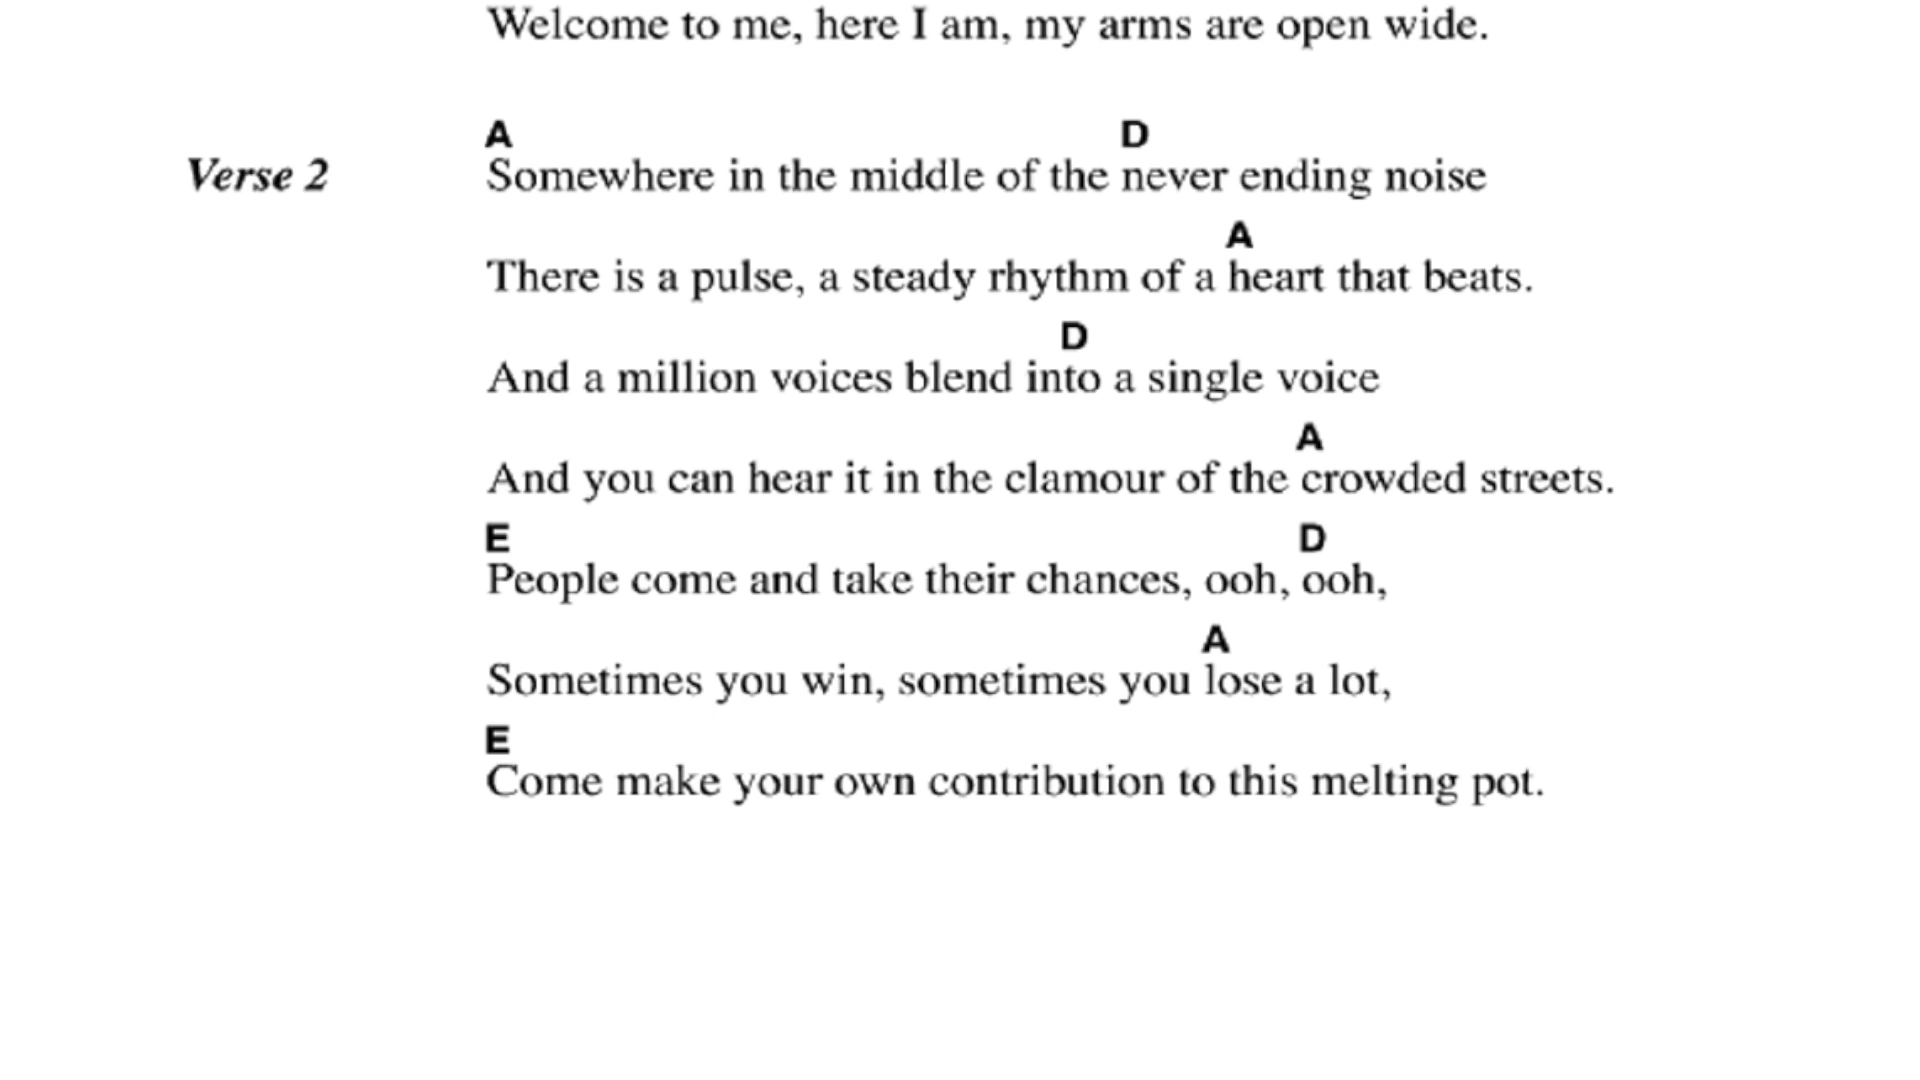 Welcome to me, here I am, my arms are open wide.
A D
Verse 2 Somewhere in the middle of the never ending noise
A
There is a pulse, a steady rhythm of a heart that beats.
D
And a million voices blend into a single voice
A
And you can hear it in the clamour of the crowded streets.
E D
People come and take their chances, ooh, ooh,
A
Sometimes you win, sometimes you lose a lot,
E
Come make your own contribution to this melting pot.